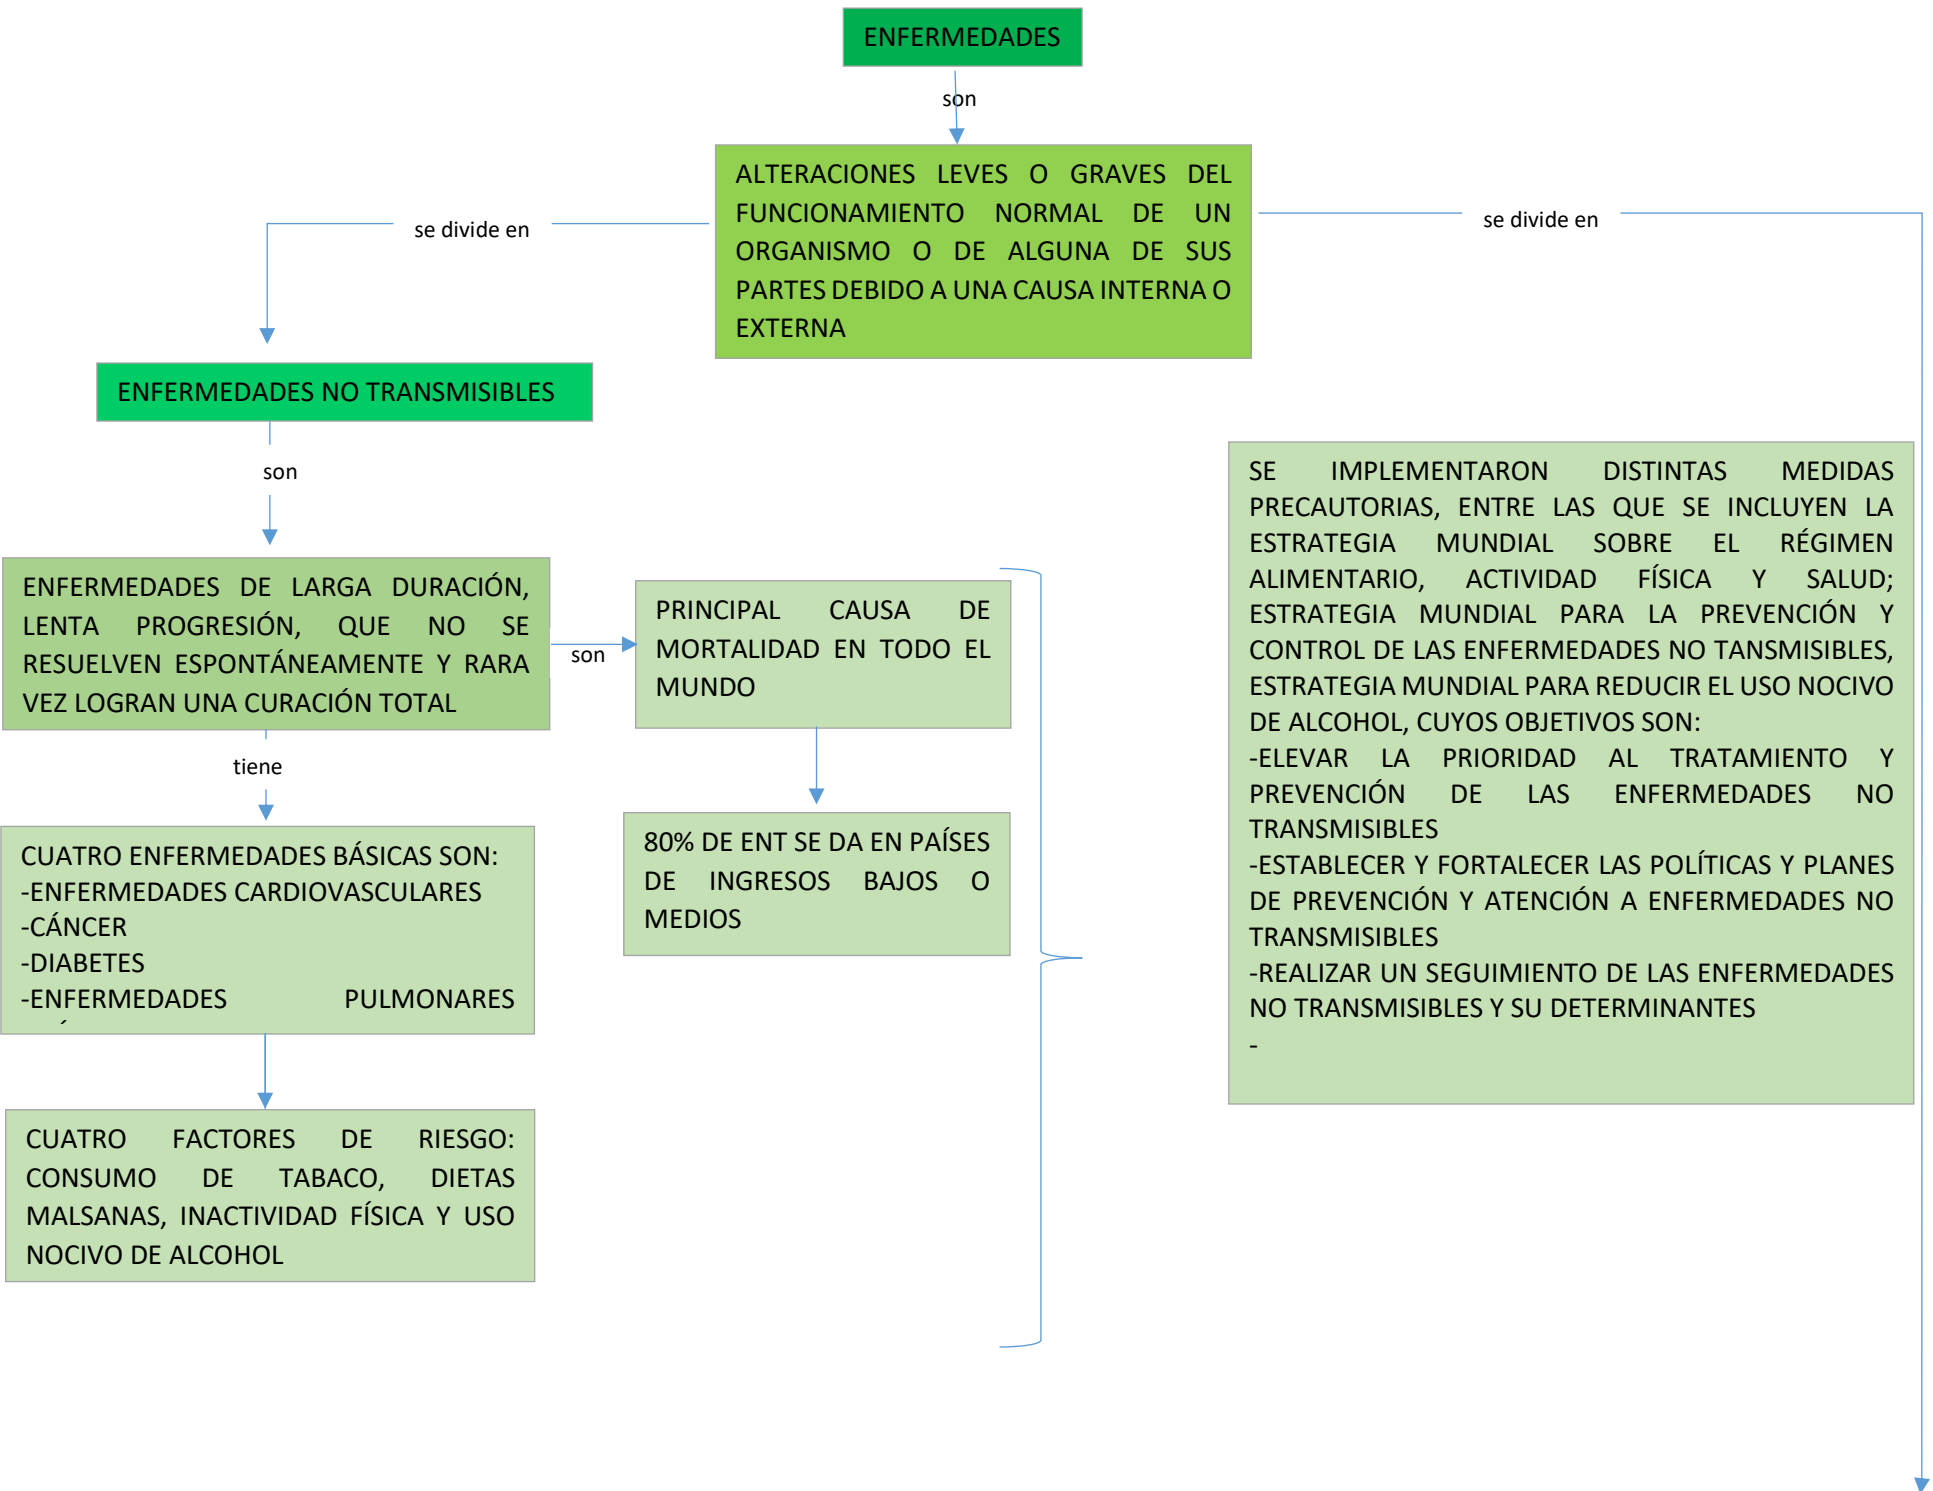 ENFERMEDADES
son
ALTERACIONES LEVES O GRAVES DEL
FUNCIONAMIENTO NORMAL DE UN
ORGANISMO O DE ALGUNA DE SUS
PARTES DEBIDO A UNA CAUSA INTERNA O
EXTERNA
se divide en
se divide en
ENFERMEDADES NO TRANSMISIBLES
son
ENFERMEDADES DE LARGA DURACIÓN,
LENTA PROGRESIÓN, QUE NO SE
RESUELVEN ESPONTÁNEAMENTE Y RARA
VEZ LOGRAN UNA CURACIÓN TOTAL
son
PRINCIPAL CAUSA DE
MORTALIDAD EN TODO EL
MUNDO
80% DE ENT SE DA EN PAÍSES
DE INGRESOS BAJOS O
MEDIOS
tiene
CUATRO ENFERMEDADES BÁSICAS SON:
-ENFERMEDADES CARDIOVASCULARES
-CÁNCER
-DIABETES
-ENFERMEDADES PULMONARES
CUATRO FACTORES DE RIESGO:
CONSUMO DE TABACO, DIETAS
MALSANAS, INACTIVIDAD FÍSICA Y USO
NOCIVO DE ALCOHOL
SE IMPLEMENTARON DISTINTAS MEDIDAS
PRECAUTORIAS, ENTRE LAS QUE SE INCLUYEN LA
ESTRATEGIA MUNDIAL SOBRE EL RÉGIMEN
ALIMENTARIO, ACTIVIDAD FÍSICA Y SALUD;
ESTRATEGIA MUNDIAL PARA LA PREVENCIÓN Y
CONTROL DE LAS ENFERMEDADES NO TANSMISIBLES,
ESTRATEGIA MUNDIAL PARA REDUCIR EL USO NOCIVO
DE ALCOHOL, CUYOS OBJETIVOS SON:
-ELEVAR LA PRIORIDAD AL TRATAMIENTO Y
PREVENCIÓN DE LAS ENFERMEDADES NO
TRANSMISIBLES
-ESTABLECER Y FORTALECER LAS POLÍTICAS Y PLANES
DE PREVENCIÓN Y ATENCIÓN A ENFERMEDADES NO
TRANSMISIBLES
-REALIZAR UN SEGUIMIENTO DE LAS ENFERMEDADES
NO TRANSMISIBLES Y SU DETERMINANTES
-